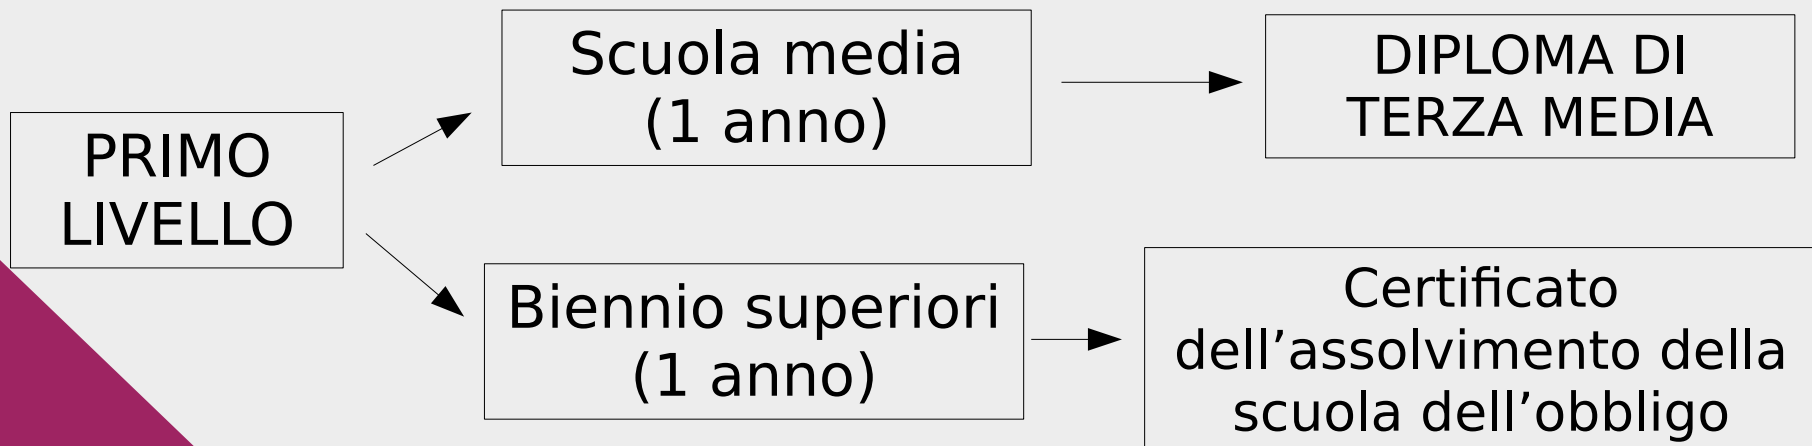 PRIMO
LIVELLO
Scuola media
(1 anno)
DIPLOMA DI
TERZA MEDIA
Biennio superiori
(1 anno)
Certificato
dell’assolvimento della
scuola dell’obbligo